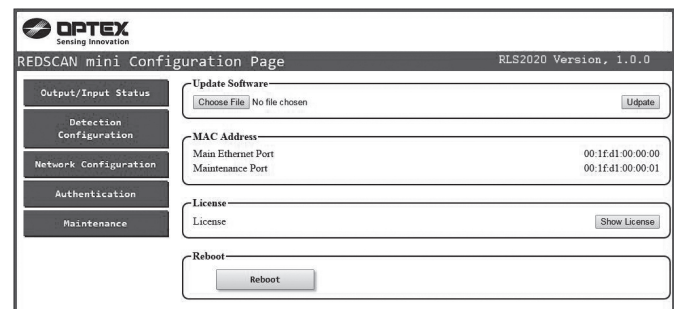 OPTEX
Sensing Innovation
REDSCAN mini Configuration Page RLS2020 Version, 1.0.0
Output/Input Status
Detection
Configuration
Network Configuration
Authentication
Maintenance
Update Software
Choose File No file chosen Udpate
MAC Address
Main Ethernet Port 00:1f:d1:00:00:00
Maintenance Port 00:1f:d1:00:00:01
License
License Show License
Reboot
Reboot